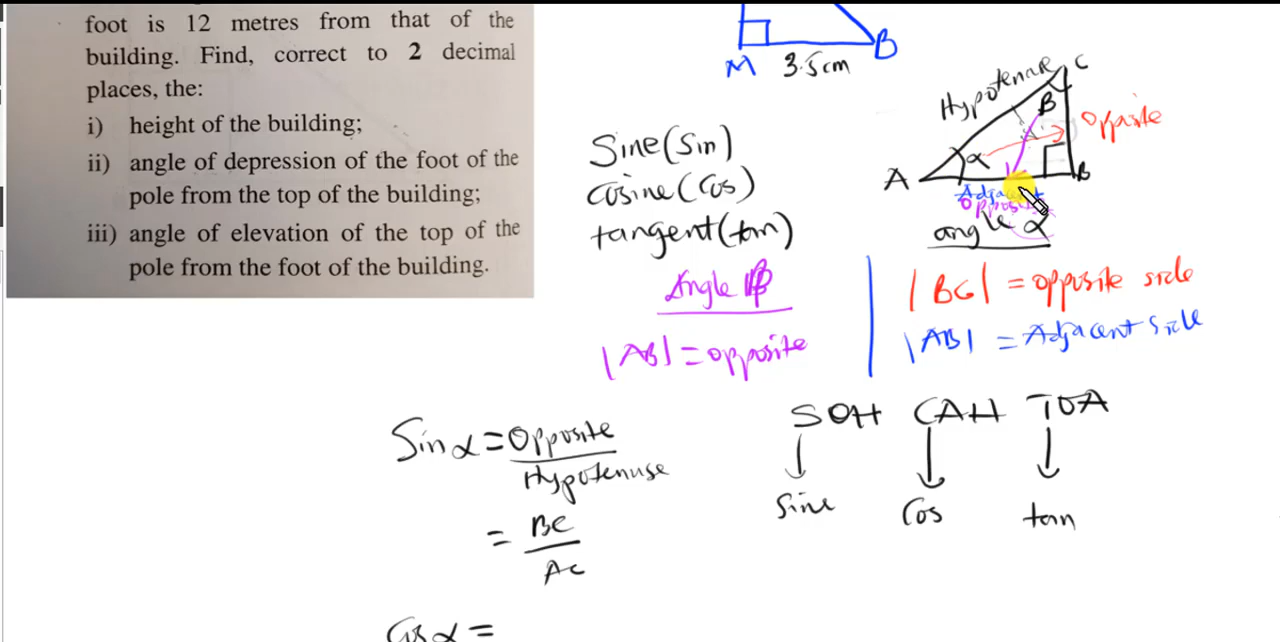 foot is 12 metres from that of the
building. Find, correct to 2 decimal
places, the:
i) height of the building;
ii) angle of depression of the foot of the
pole from the top of the building;
iii) angle of elevation of the top of the
pole from the foot of the building.
M 3.5cm B
Sine(Sin)
Cosine(Cos)
tangent(tan)
Hypotenuse C
β
Opposite
α
A B
Adjacent
Opposite
angle α
Angle β
|AB| = opposite
|BC| = opposite side
|AB| = Adjacent side
SOH CAH TOA
Sine Cos tan
Sin α = Opposite
Hypotenuse
= BC
AC
Cos α =